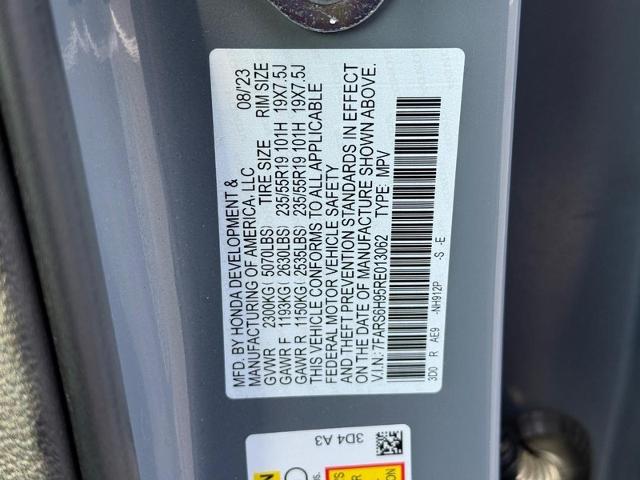 MFD. BY HONDA DEVELOPMENT &
MANUFACTURING OF AMERICA, LLC 08/'23
GVWR 2300KG( 5070LBS) TIRE SIZE RIM SIZE
GAWR F 1193KG( 2630LBS) 235/55R19 101H 19X7.5J
GAWR R 1150KG( 2535LBS) 235/55R19 101H 19X7.5J
THIS VEHICLE CONFORMS TO ALL APPLICABLE
FEDERAL MOTOR VEHICLE SAFETY
AND THEFT PREVENTION STANDARDS IN EFFECT
ON THE DATE OF MANUFACTURE SHOWN ABOVE.
V.I.N.: 7FARS6H95RE013062 TYPE: MPV
3D0 R AE9 -NH912P -S -E
3D4 A3